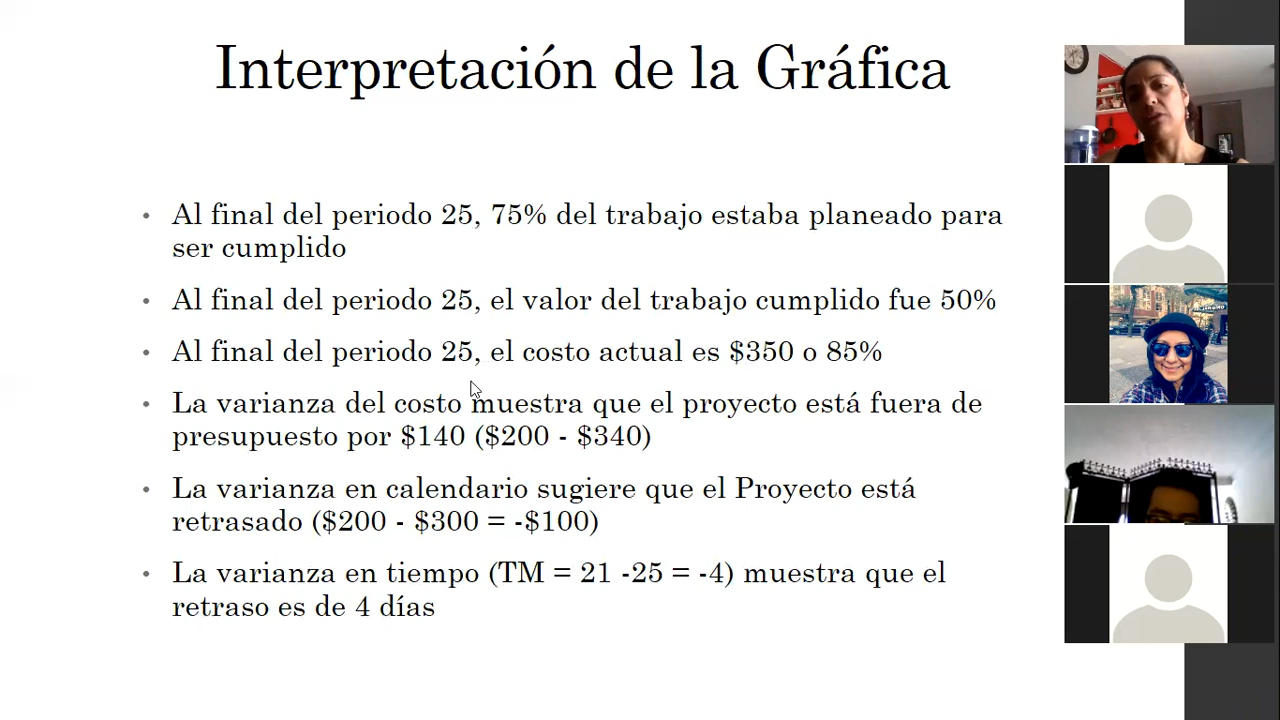 Interpretación de la Gráfica
• Al final del periodo 25, 75% del trabajo estaba planeado para
ser cumplido
• Al final del periodo 25, el valor del trabajo cumplido fue 50%
• Al final del periodo 25, el costo actual es $350 o 85%
• La varianza del costo muestra que el proyecto está fuera de
presupuesto por $140 ($200 - $340)
• La varianza en calendario sugiere que el Proyecto está
retrasado ($200 - $300 = -$100)
• La varianza en tiempo (TM = 21 -25 = -4) muestra que el
retraso es de 4 días